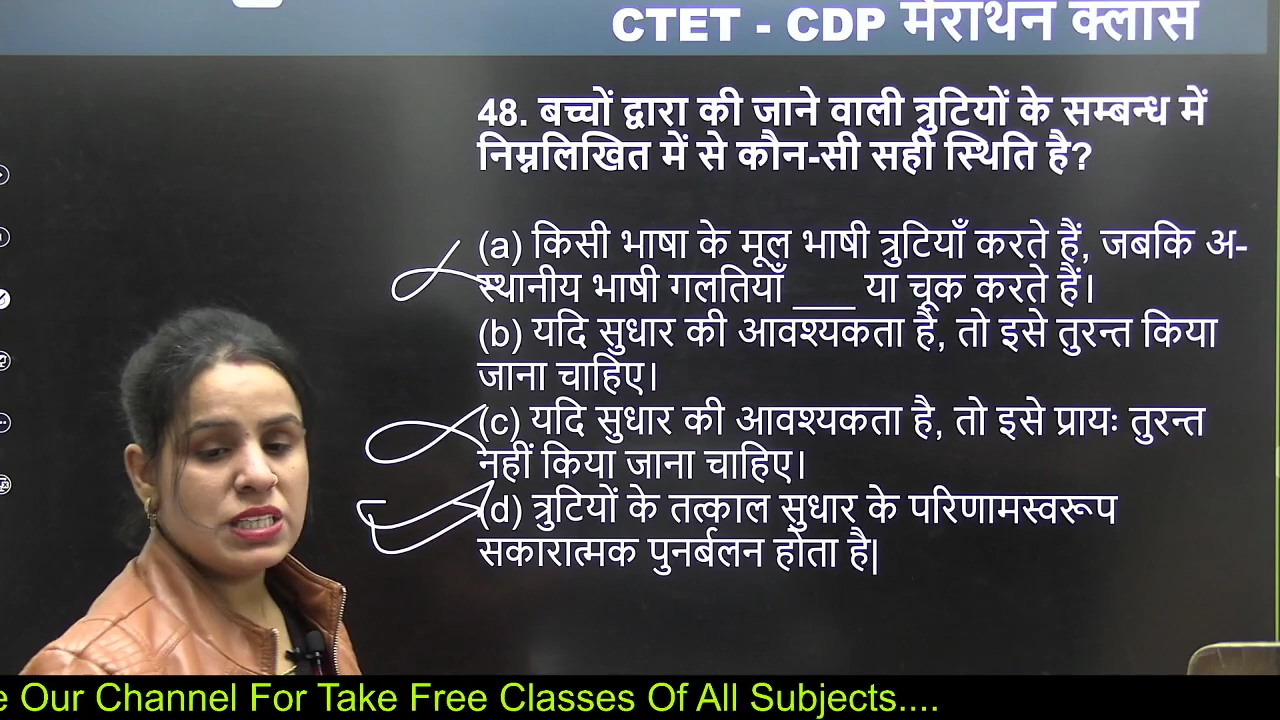 CTET - CDP मैराथन क्लास
48. बच्चों द्वारा की जाने वाली त्रुटियों के सम्बन्ध में
निम्नलिखित में से कौन-सी सही स्थिति है?
(a) किसी भाषा के मूल भाषी त्रुटियाँ करते हैं, जबकि अ-
स्थानीय भाषी गलतियाँ ___ या चूक करते हैं।
(b) यदि सुधार की आवश्यकता है, तो इसे तुरन्त किया
जाना चाहिए।
(c) यदि सुधार की आवश्यकता है, तो इसे प्रायः तुरन्त
नहीं किया जाना चाहिए।
(d) त्रुटियों के तत्काल सुधार के परिणामस्वरूप
सकारात्मक पुनर्बलन होता है|
e Our Channel For Take Free Classes Of All Subjects....